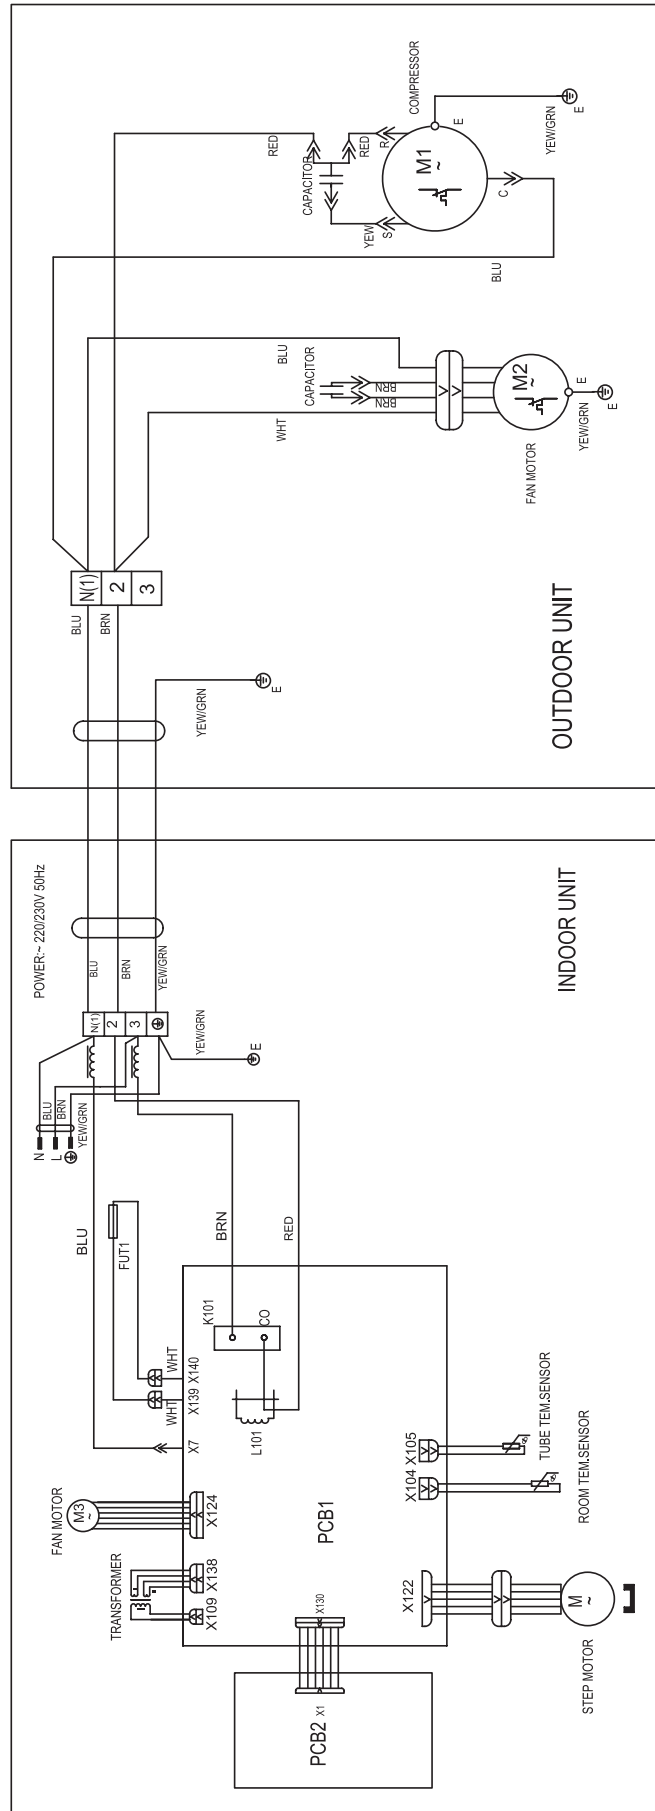 COMPRESSOR
RED
RED
R
CAPACITOR
M1
~
E
YEW/GRN
E
YEW
S
C
BLU
BLU
CAPACITOR
BRN
BRN
WHT
M2
~
E
YEW/GRN
E
FAN MOTOR
N(1)
2
3
BLU
BRN
YEW/GRN
E
OUTDOOR UNIT
INDOOR UNIT
POWER:~ 220/230V 50Hz
BLU
BRN
YEW/GRN
N(1)
2
3
YEW/GRN
E
N
L
BLU
BRN
YEW/GRN
BLU
FUT1
BRN
RED
K101
CO
WHT
WHT
X139 X140
X7
L101
FAN MOTOR
M3
~
X124
TRANSFORMER
X138
X109
PCB1
X105
X104
TUBE TEM.SENSOR
ROOM TEM.SENSOR
X122
M
~
STEP MOTOR
X130
PCB2 X1